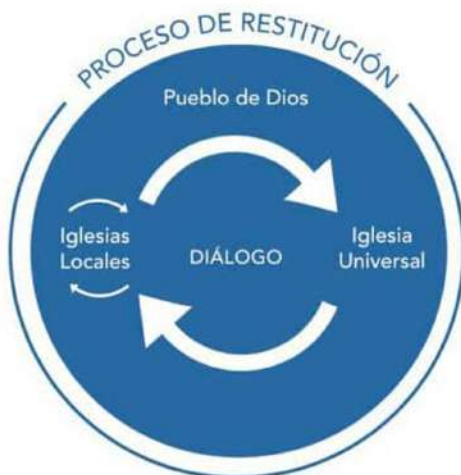 PROCESO DE RESTITUCIÓN
Pueblo de Dios
Iglesias
Locales
DIÁLOGO
Iglesia
Universal